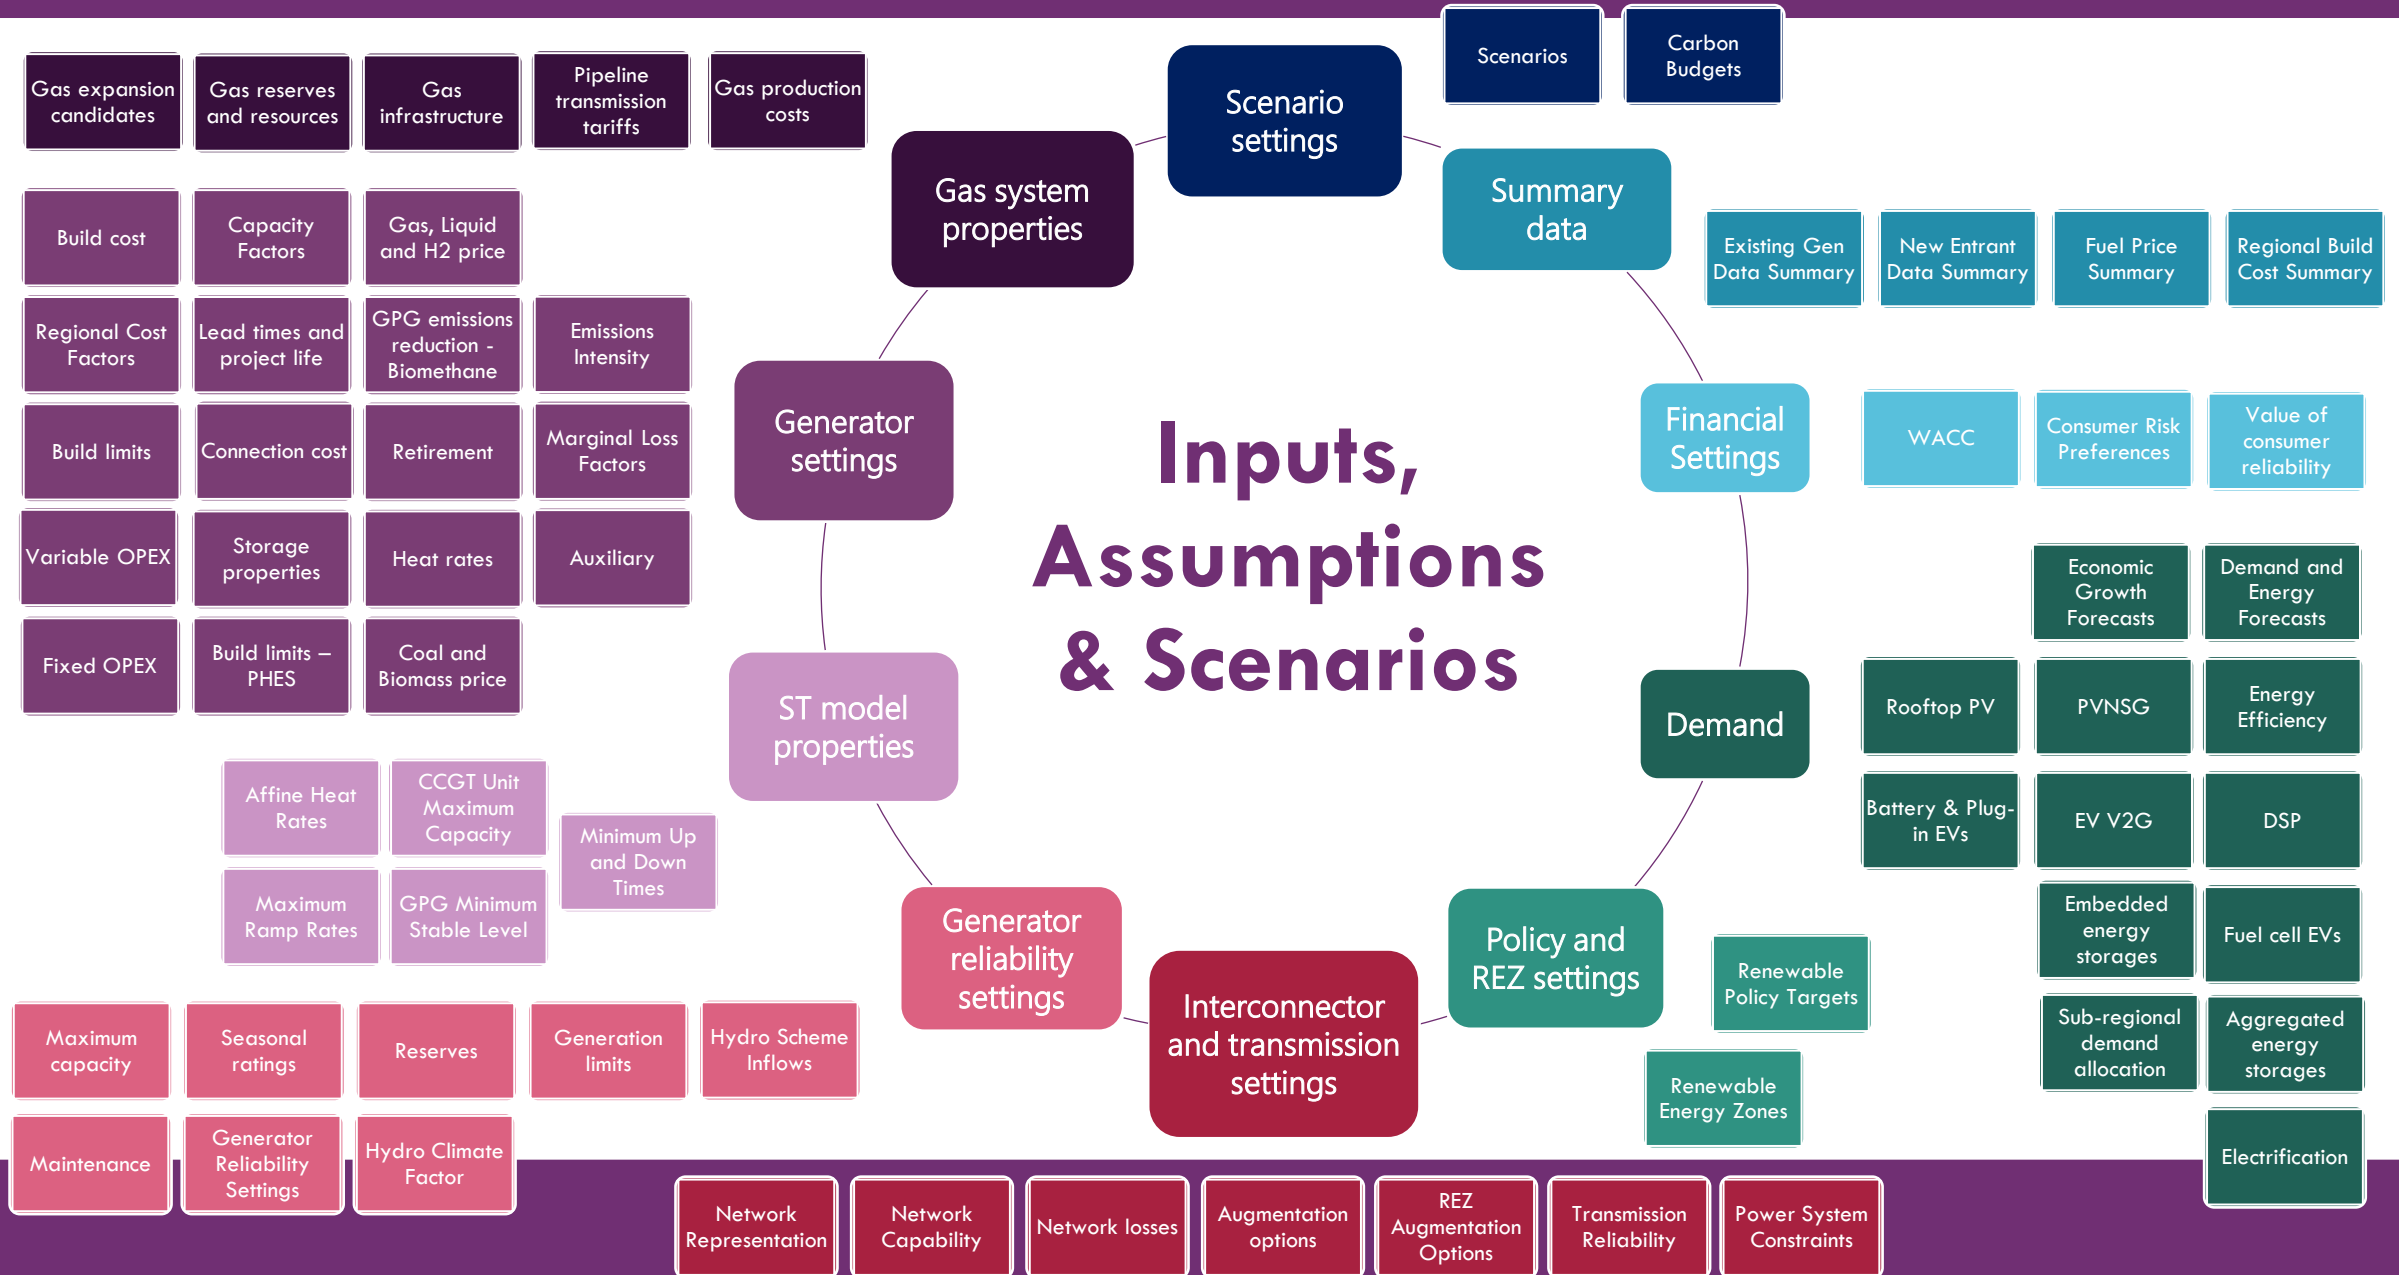 Scenarios
Carbon
Budgets
Gas expansion
candidates
Gas reserves
and resources
Gas
infrastructure
Pipeline
transmission
tariffs
Gas production
costs
Scenario
settings
Gas system
properties
Summary
data
Build cost
Capacity
Factors
Gas, Liquid
and H2 price
Existing Gen
Data Summary
New Entrant
Data Summary
Fuel Price
Summary
Regional Build
Cost Summary
Regional Cost
Factors
Lead times and
project life
GPG emissions
reduction -
Biomethane
Emissions
Intensity
Generator
settings
Financial
Settings
WACC
Consumer Risk
Preferences
Value of
consumer
reliability
Build limits
Connection cost
Retirement
Marginal Loss
Factors
Inputs,
Assumptions
& Scenarios
Variable OPEX
Storage
properties
Heat rates
Auxiliary
Economic
Growth
Forecasts
Demand and
Energy
Forecasts
Fixed OPEX
Build limits –
PHES
Coal and
Biomass price
ST model
properties
Demand
Rooftop PV
PVNSG
Energy
Efficiency
Affine Heat
Rates
CCGT Unit
Maximum
Capacity
Minimum Up
and Down
Times
Battery & Plug-
in EVs
EV V2G
DSP
Maximum
Ramp Rates
GPG Minimum
Stable Level
Generator
reliability
settings
Policy and
REZ settings
Renewable
Policy Targets
Embedded
energy
storages
Fuel cell EVs
Interconnector
and transmission
settings
Maximum
capacity
Seasonal
ratings
Reserves
Generation
limits
Hydro Scheme
Inflows
Renewable
Energy Zones
Sub-regional
demand
allocation
Aggregated
energy
storages
Maintenance
Generator
Reliability
Settings
Hydro Climate
Factor
Electrification
Network
Representation
Network
Capability
Network losses
Augmentation
options
REZ
Augmentation
Options
Transmission
Reliability
Power System
Constraints